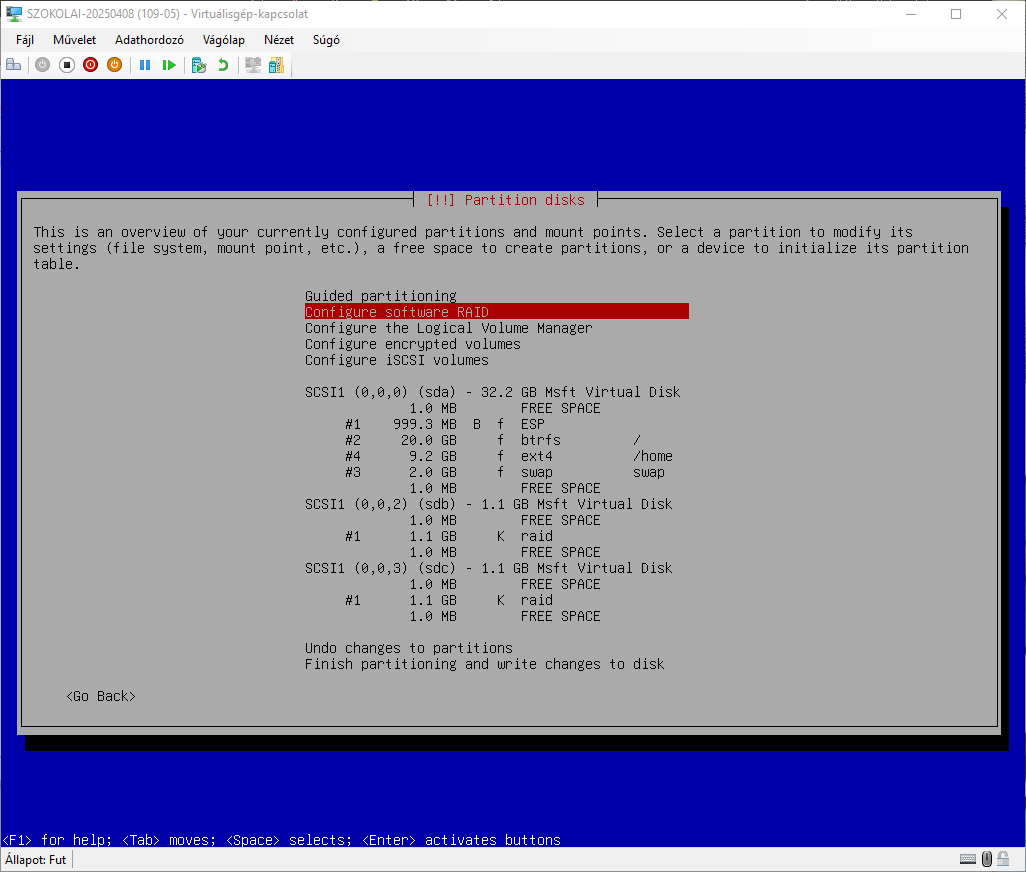 SZOKOLAI-20250408 (109-05) - Virtuálisgép-kapcsolat
Fájl Művelet Adathordozó Vágólap Nézet Súgó
[!!] Partition disks
This is an overview of your currently configured partitions and mount points. Select a partition to modify its
settings (file system, mount point, etc.), a free space to create partitions, or a device to initialize its partition
table.
Guided partitioning
Configure software RAID
Configure the Logical Volume Manager
Configure encrypted volumes
Configure iSCSI volumes
SCSI1 (0,0,0) (sda) - 32.2 GB Msft Virtual Disk
1.0 MB FREE SPACE
#1 999.3 MB B f ESP
#2 20.0 GB f btrfs /
#4 9.2 GB f ext4 /home
#3 2.0 GB f swap swap
1.0 MB FREE SPACE
SCSI1 (0,0,2) (sdb) - 1.1 GB Msft Virtual Disk
1.0 MB FREE SPACE
#1 1.1 GB K raid
1.0 MB FREE SPACE
SCSI1 (0,0,3) (sdc) - 1.1 GB Msft Virtual Disk
1.0 MB FREE SPACE
#1 1.1 GB K raid
1.0 MB FREE SPACE
Undo changes to partitions
Finish partitioning and write changes to disk
<Go Back>
<F1> for help; <Tab> moves; <Space> selects; <Enter> activates buttons
Állapot: Fut